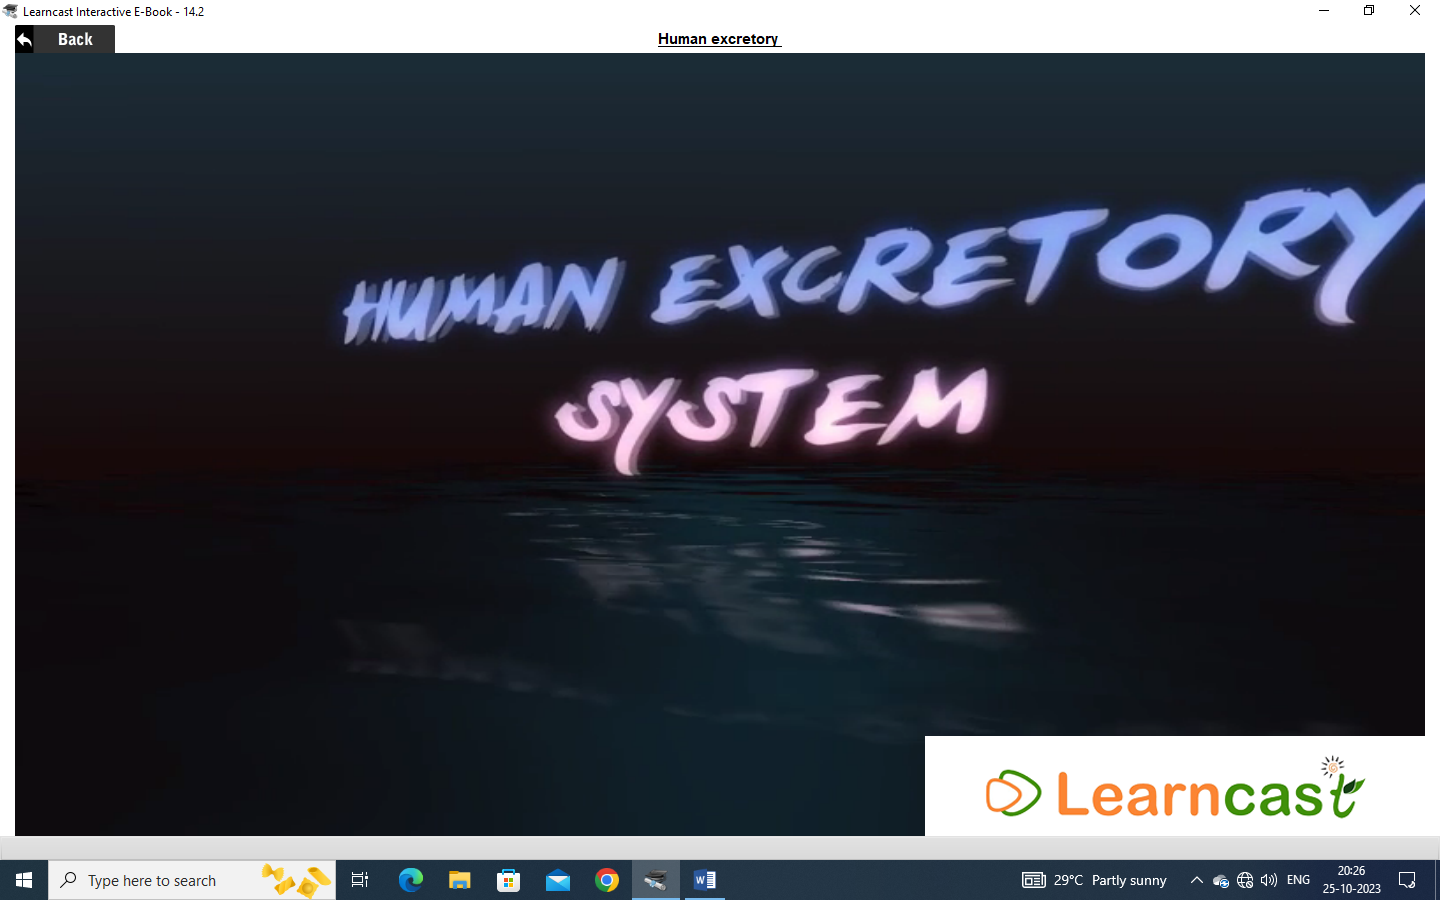 Learncast Interactive E-Book - 14.2
Back
Human excretory
HUMAN EXCRETORY
SYSTEM
Learncast
Type here to search
29°C Partly sunny
ENG
20:26
25-10-2023